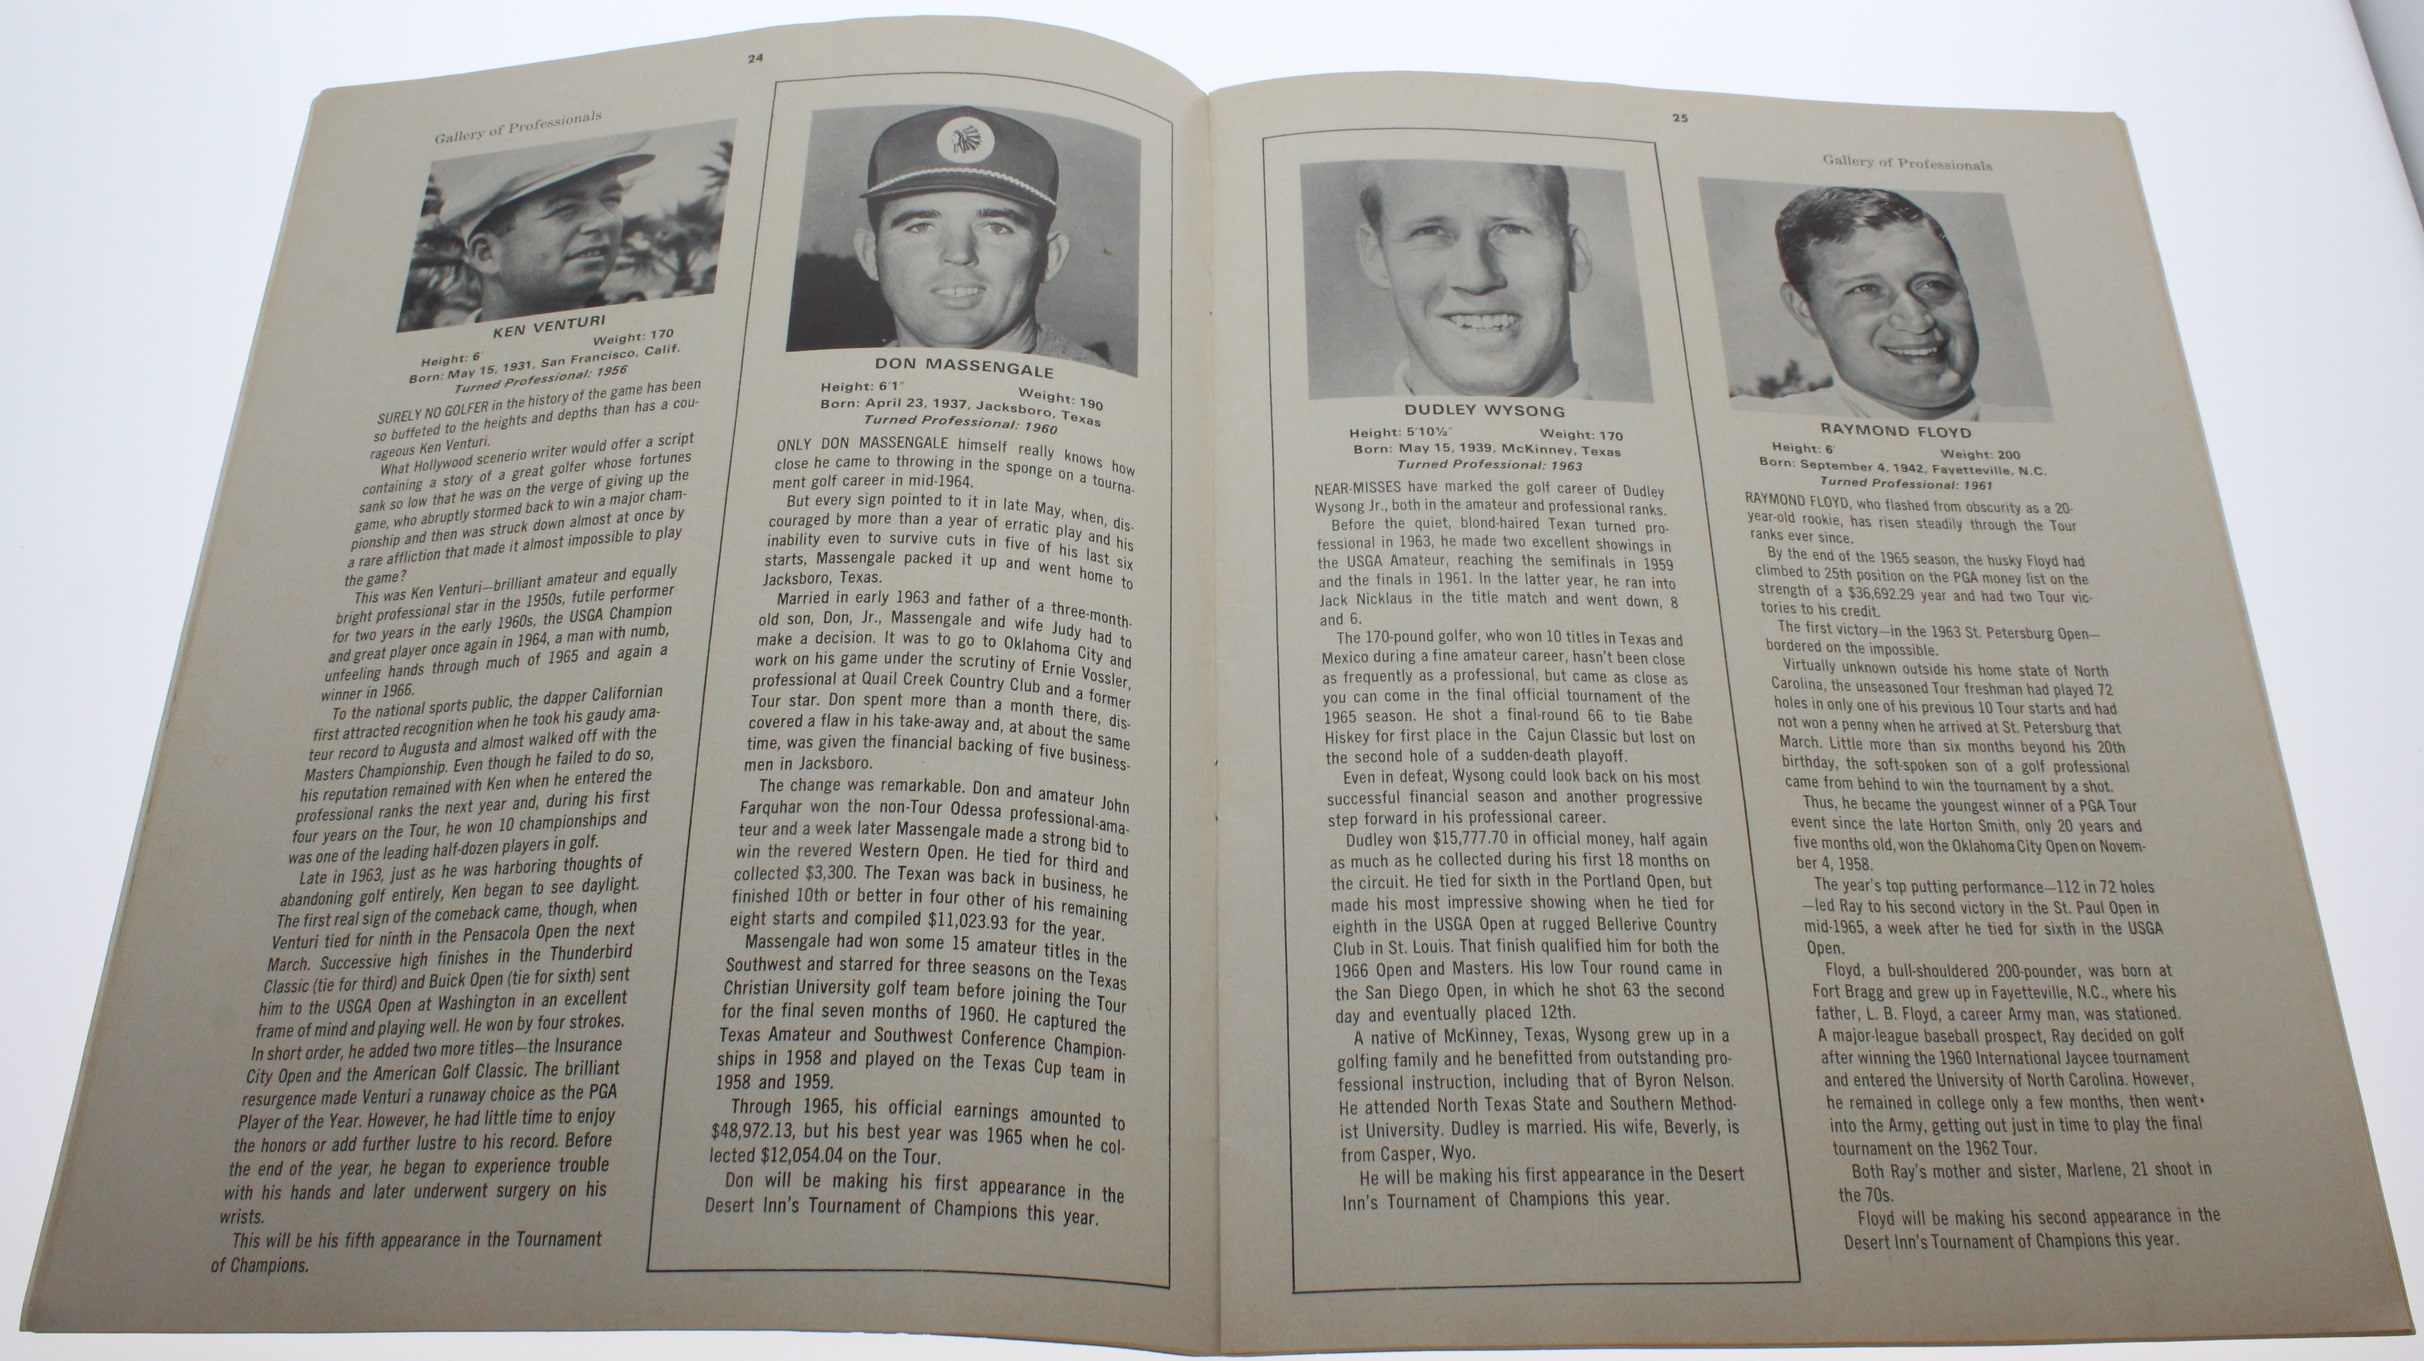 24
Gallery of Professionals
KEN VENTURI
Height: 6' Weight: 170
Born: May 15, 1931, San Francisco, Calif.
Turned Professional: 1956
SURELY NO GOLFER in the history of the game has been
so buffeted to the heights and depths than has a cou-
rageous Ken Venturi.
What Hollywood scenerio writer would offer a script
containing a story of a great golfer whose fortunes
sank so low that he was on the verge of giving up the
game, who abruptly stormed back to win a major cham-
pionship and then was struck down almost at once by
a rare affliction that made it almost impossible to play
the game?
This was Ken Venturi—brilliant amateur and equally
bright professional star in the 1950s, futile performer
for two years in the early 1960s, the USGA Champion
and great player once again in 1964, a man with numb,
unfeeling hands through much of 1965 and again a
winner in 1966.
To the national sports public, the dapper Californian
first attracted recognition when he took his gaudy ama-
teur record to Augusta and almost walked off with the
Masters Championship. Even though he failed to do so,
his reputation remained with Ken when he entered the
professional ranks the next year and, during his first
four years on the Tour, he won 10 championships and
was one of the leading half-dozen players in golf.
Late in 1963, just as he was harboring thoughts of
abandoning golf entirely, Ken began to see daylight.
The first real sign of the comeback came, though, when
Venturi tied for ninth in the Pensacola Open the next
March. Successive high finishes in the Thunderbird
Classic (tie for third) and Buick Open (tie for sixth) sent
him to the USGA Open at Washington in an excellent
frame of mind and playing well. He won by four strokes.
In short order, he added two more titles—the Insurance
City Open and the American Golf Classic. The brilliant
resurgence made Venturi a runaway choice as the PGA
Player of the Year. However, he had little time to enjoy
the honors or add further lustre to his record. Before
the end of the year, he began to experience trouble
with his hands and later underwent surgery on his
wrists.
This will be his fifth appearance in the Tournament
of Champions.
DON MASSENGALE
Height: 6'1" Weight: 190
Born: April 23, 1937, Jacksboro, Texas
Turned Professional: 1960
ONLY DON MASSENGALE himself really knows how
close he came to throwing in the sponge on a tourna-
ment golf career in mid-1964.
But every sign pointed to it in late May, when, dis-
couraged by more than a year of erratic play and his
inability even to survive cuts in five of his last six
starts, Massengale packed it up and went home to
Jacksboro, Texas.
Married in early 1963 and father of a three-month-
old son, Don, Jr., Massengale and wife Judy had to
make a decision. It was to go to Oklahoma City and
work on his game under the scrutiny of Ernie Vossler,
professional at Quail Creek Country Club and a former
Tour star. Don spent more than a month there, dis-
covered a flaw in his take-away and, at about the same
time, was given the financial backing of five business-
men in Jacksboro.
The change was remarkable. Don and amateur John
Farquhar won the non-Tour Odessa professional-ama-
teur and a week later Massengale made a strong bid to
win the revered Western Open. He tied for third and
collected $3,300. The Texan was back in business, he
finished 10th or better in four other of his remaining
eight starts and compiled $11,023.93 for the year.
Massengale had won some 15 amateur titles in the
Southwest and starred for three seasons on the Texas
Christian University golf team before joining the Tour
for the final seven months of 1960. He captured the
Texas Amateur and Southwest Conference Champion-
ships in 1958 and played on the Texas Cup team in
1958 and 1959.
Through 1965, his official earnings amounted to
$48,972.13, but his best year was 1965 when he col-
lected $12,054.04 on the Tour.
Don will be making his first appearance in the
Desert Inn's Tournament of Champions this year.
25
DUDLEY WYSONG
Height: 5'10½" Weight: 170
Born: May 15, 1939, McKinney, Texas
Turned Professional: 1963
NEAR-MISSES have marked the golf career of Dudley
Wysong Jr., both in the amateur and professional ranks.
Before the quiet, blond-haired Texan turned pro-
fessional in 1963, he made two excellent showings in
the USGA Amateur, reaching the semifinals in 1959
and the finals in 1961. In the latter year, he ran into
Jack Nicklaus in the title match and went down, 8
and 6.
The 170-pound golfer, who won 10 titles in Texas and
Mexico during a fine amateur career, hasn't been close
as frequently as a professional, but came as close as
you can come in the final official tournament of the
1965 season. He shot a final-round 66 to tie Babe
Hiskey for first place in the Cajun Classic but lost on
the second hole of a sudden-death playoff.
Even in defeat, Wysong could look back on his most
successful financial season and another progressive
step forward in his professional career.
Dudley won $15,777.70 in official money, half again
as much as he collected during his first 18 months on
the circuit. He tied for sixth in the Portland Open, but
made his most impressive showing when he tied for
eighth in the USGA Open at rugged Bellerive Country
Club in St. Louis. That finish qualified him for both the
1966 Open and Masters. His low Tour round came in
the San Diego Open, in which he shot 63 the second
day and eventually placed 12th.
A native of McKinney, Texas, Wysong grew up in a
golfing family and he benefitted from outstanding pro-
fessional instruction, including that of Byron Nelson.
He attended North Texas State and Southern Method-
ist University. Dudley is married. His wife, Beverly, is
from Casper, Wyo.
He will be making his first appearance in the Desert
Inn's Tournament of Champions this year.
Gallery of Professionals
RAYMOND FLOYD
Height: 6' Weight: 200
Born: September 4, 1942, Fayetteville, N.C.
Turned Professional: 1961
RAYMOND FLOYD, who flashed from obscurity as a 20-
year-old rookie, has risen steadily through the Tour
ranks ever since.
By the end of the 1965 season, the husky Floyd had
climbed to 25th position on the PGA money list on the
strength of a $36,692.29 year and had two Tour vic-
tories to his credit.
The first victory—in the 1963 St. Petersburg Open—
bordered on the impossible.
Virtually unknown outside his home state of North
Carolina, the unseasoned Tour freshman had played 72
holes in only one of his previous 10 Tour starts and had
not won a penny when he arrived at St. Petersburg that
March. Little more than six months beyond his 20th
birthday, the soft-spoken son of a golf professional
came from behind to win the tournament by a shot.
Thus, he became the youngest winner of a PGA Tour
event since the late Horton Smith, only 20 years and
five months old, won the Oklahoma City Open on Novem-
ber 4, 1958.
The year's top putting performance—112 in 72 holes
—led Ray to his second victory in the St. Paul Open in
mid-1965, a week after he tied for sixth in the USGA
Open.
Floyd, a bull-shouldered 200-pounder, was born at
Fort Bragg and grew up in Fayetteville, N.C., where his
father, L. B. Floyd, a career Army man, was stationed.
A major-league baseball prospect, Ray decided on golf
after winning the 1960 International Jaycee tournament
and entered the University of North Carolina. However,
he remained in college only a few months, then went
into the Army, getting out just in time to play the final
tournament on the 1962 Tour.
Both Ray's mother and sister, Marlene, 21 shoot in
the 70s.
Floyd will be making his second appearance in the
Desert Inn's Tournament of Champions this year.